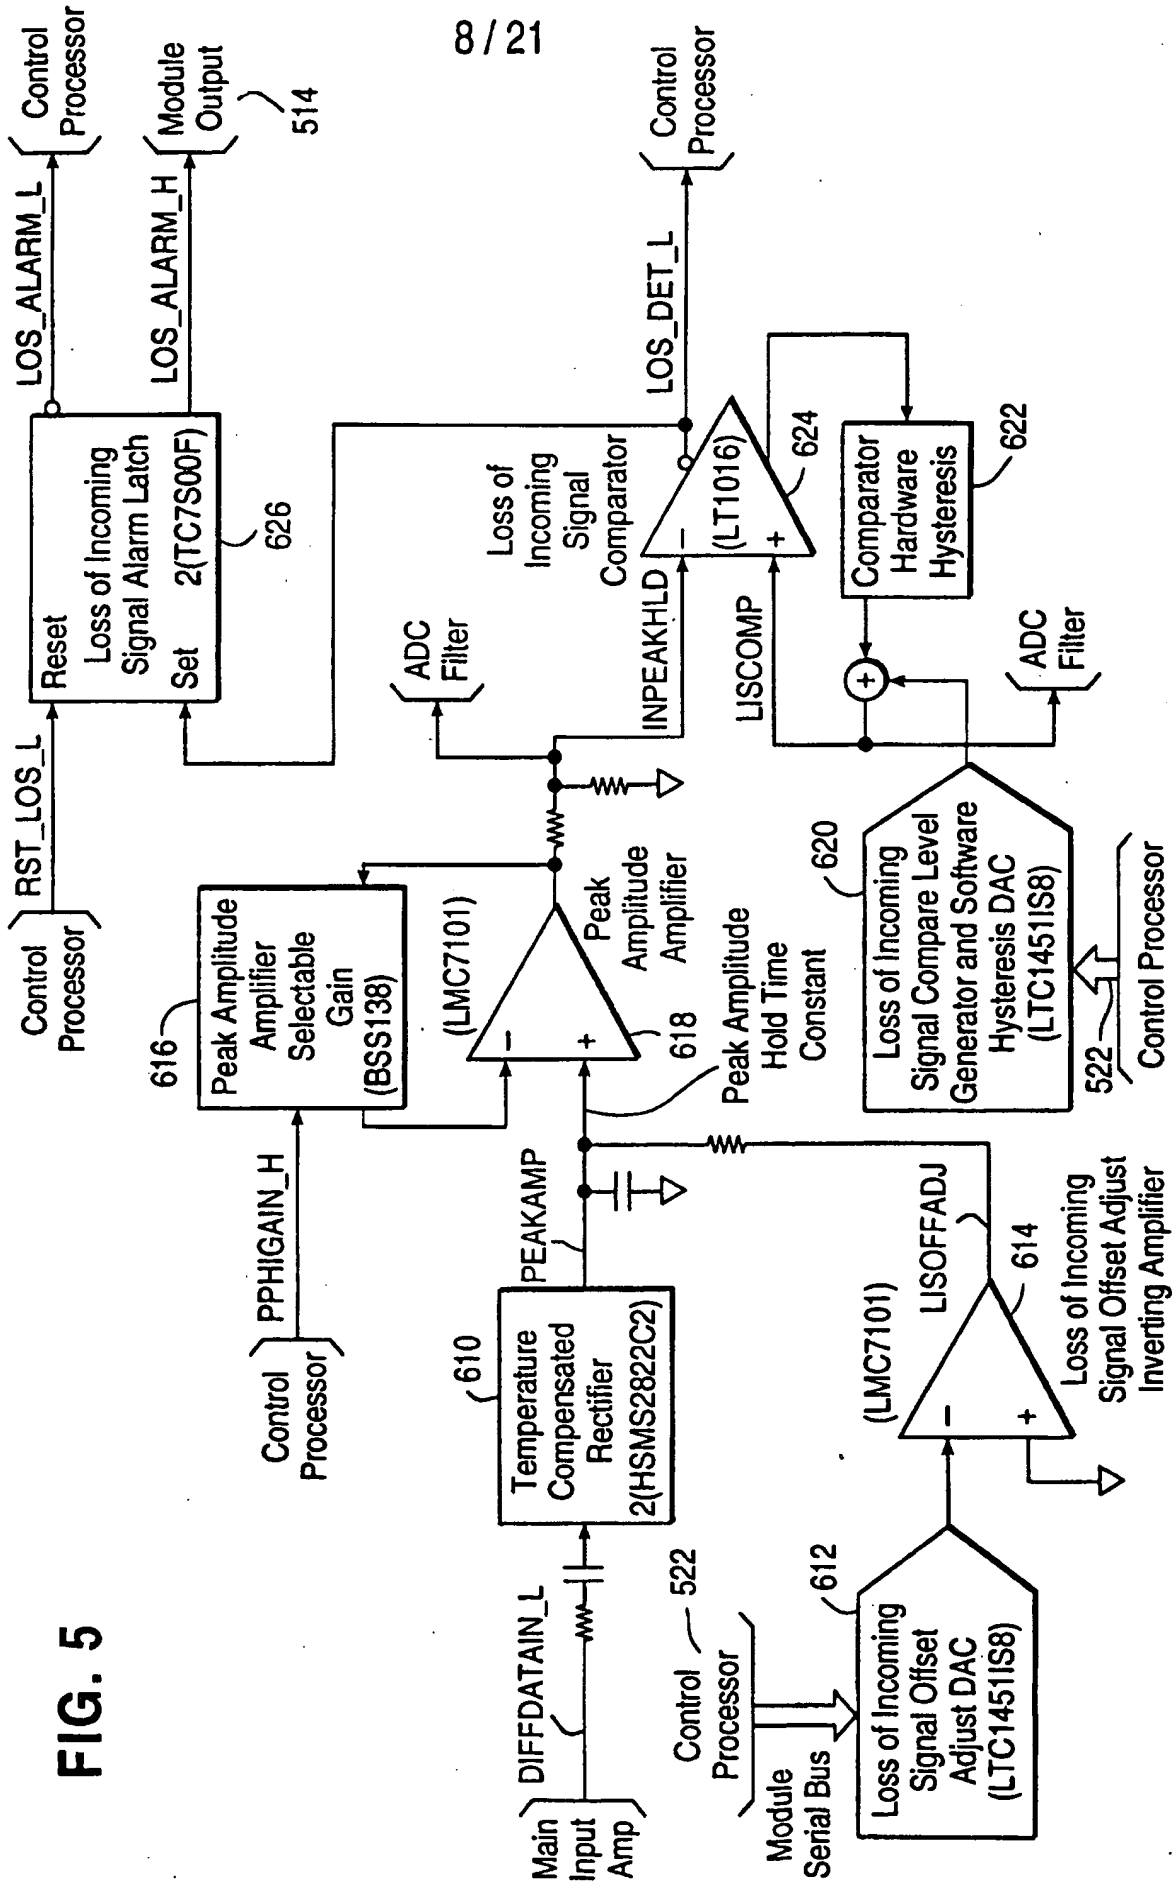 8 / 21
FIG. 5
Control
Processor
RST_LOS_L
Reset
Loss of Incoming
Signal Alarm Latch
Set 2(TC7S00F)
626
LOS_ALARM_L
Control
Processor
LOS_ALARM_H
Module
Output
514
Control
Processor
PPHIGAIN_H
616
Peak Amplitude
Amplifier
Selectable
Gain
(BSS138)
(LMC7101)
−
+
618
Peak
Amplitude
Amplifier
Peak Amplitude
Hold Time
Constant
ADC
Filter
INPEAKHLD
Loss of
Incoming
Signal
Comparator
−
(LT1016)
+
624
LOS_DET_L
Control
Processor
LISCOMP
Comparator
Hardware
Hysteresis
622
+
ADC
Filter
Main
Input
Amp
DIFFDATAIN_L
610
Temperature
Compensated
Rectifier
2(HSMS2822C2)
PEAKAMP
Control
Processor
522
Module
Serial Bus
612
Loss of Incoming
Signal Offset
Adjust DAC
(LTC1451IS8)
(LMC7101)
−
+
LISOFFADJ
614
Loss of Incoming
Signal Offset Adjust
Inverting Amplifier
620
Loss of Incoming
Signal Compare Level
Generator and Software
Hysteresis DAC
(LTC1451IS8)
522
Control Processor